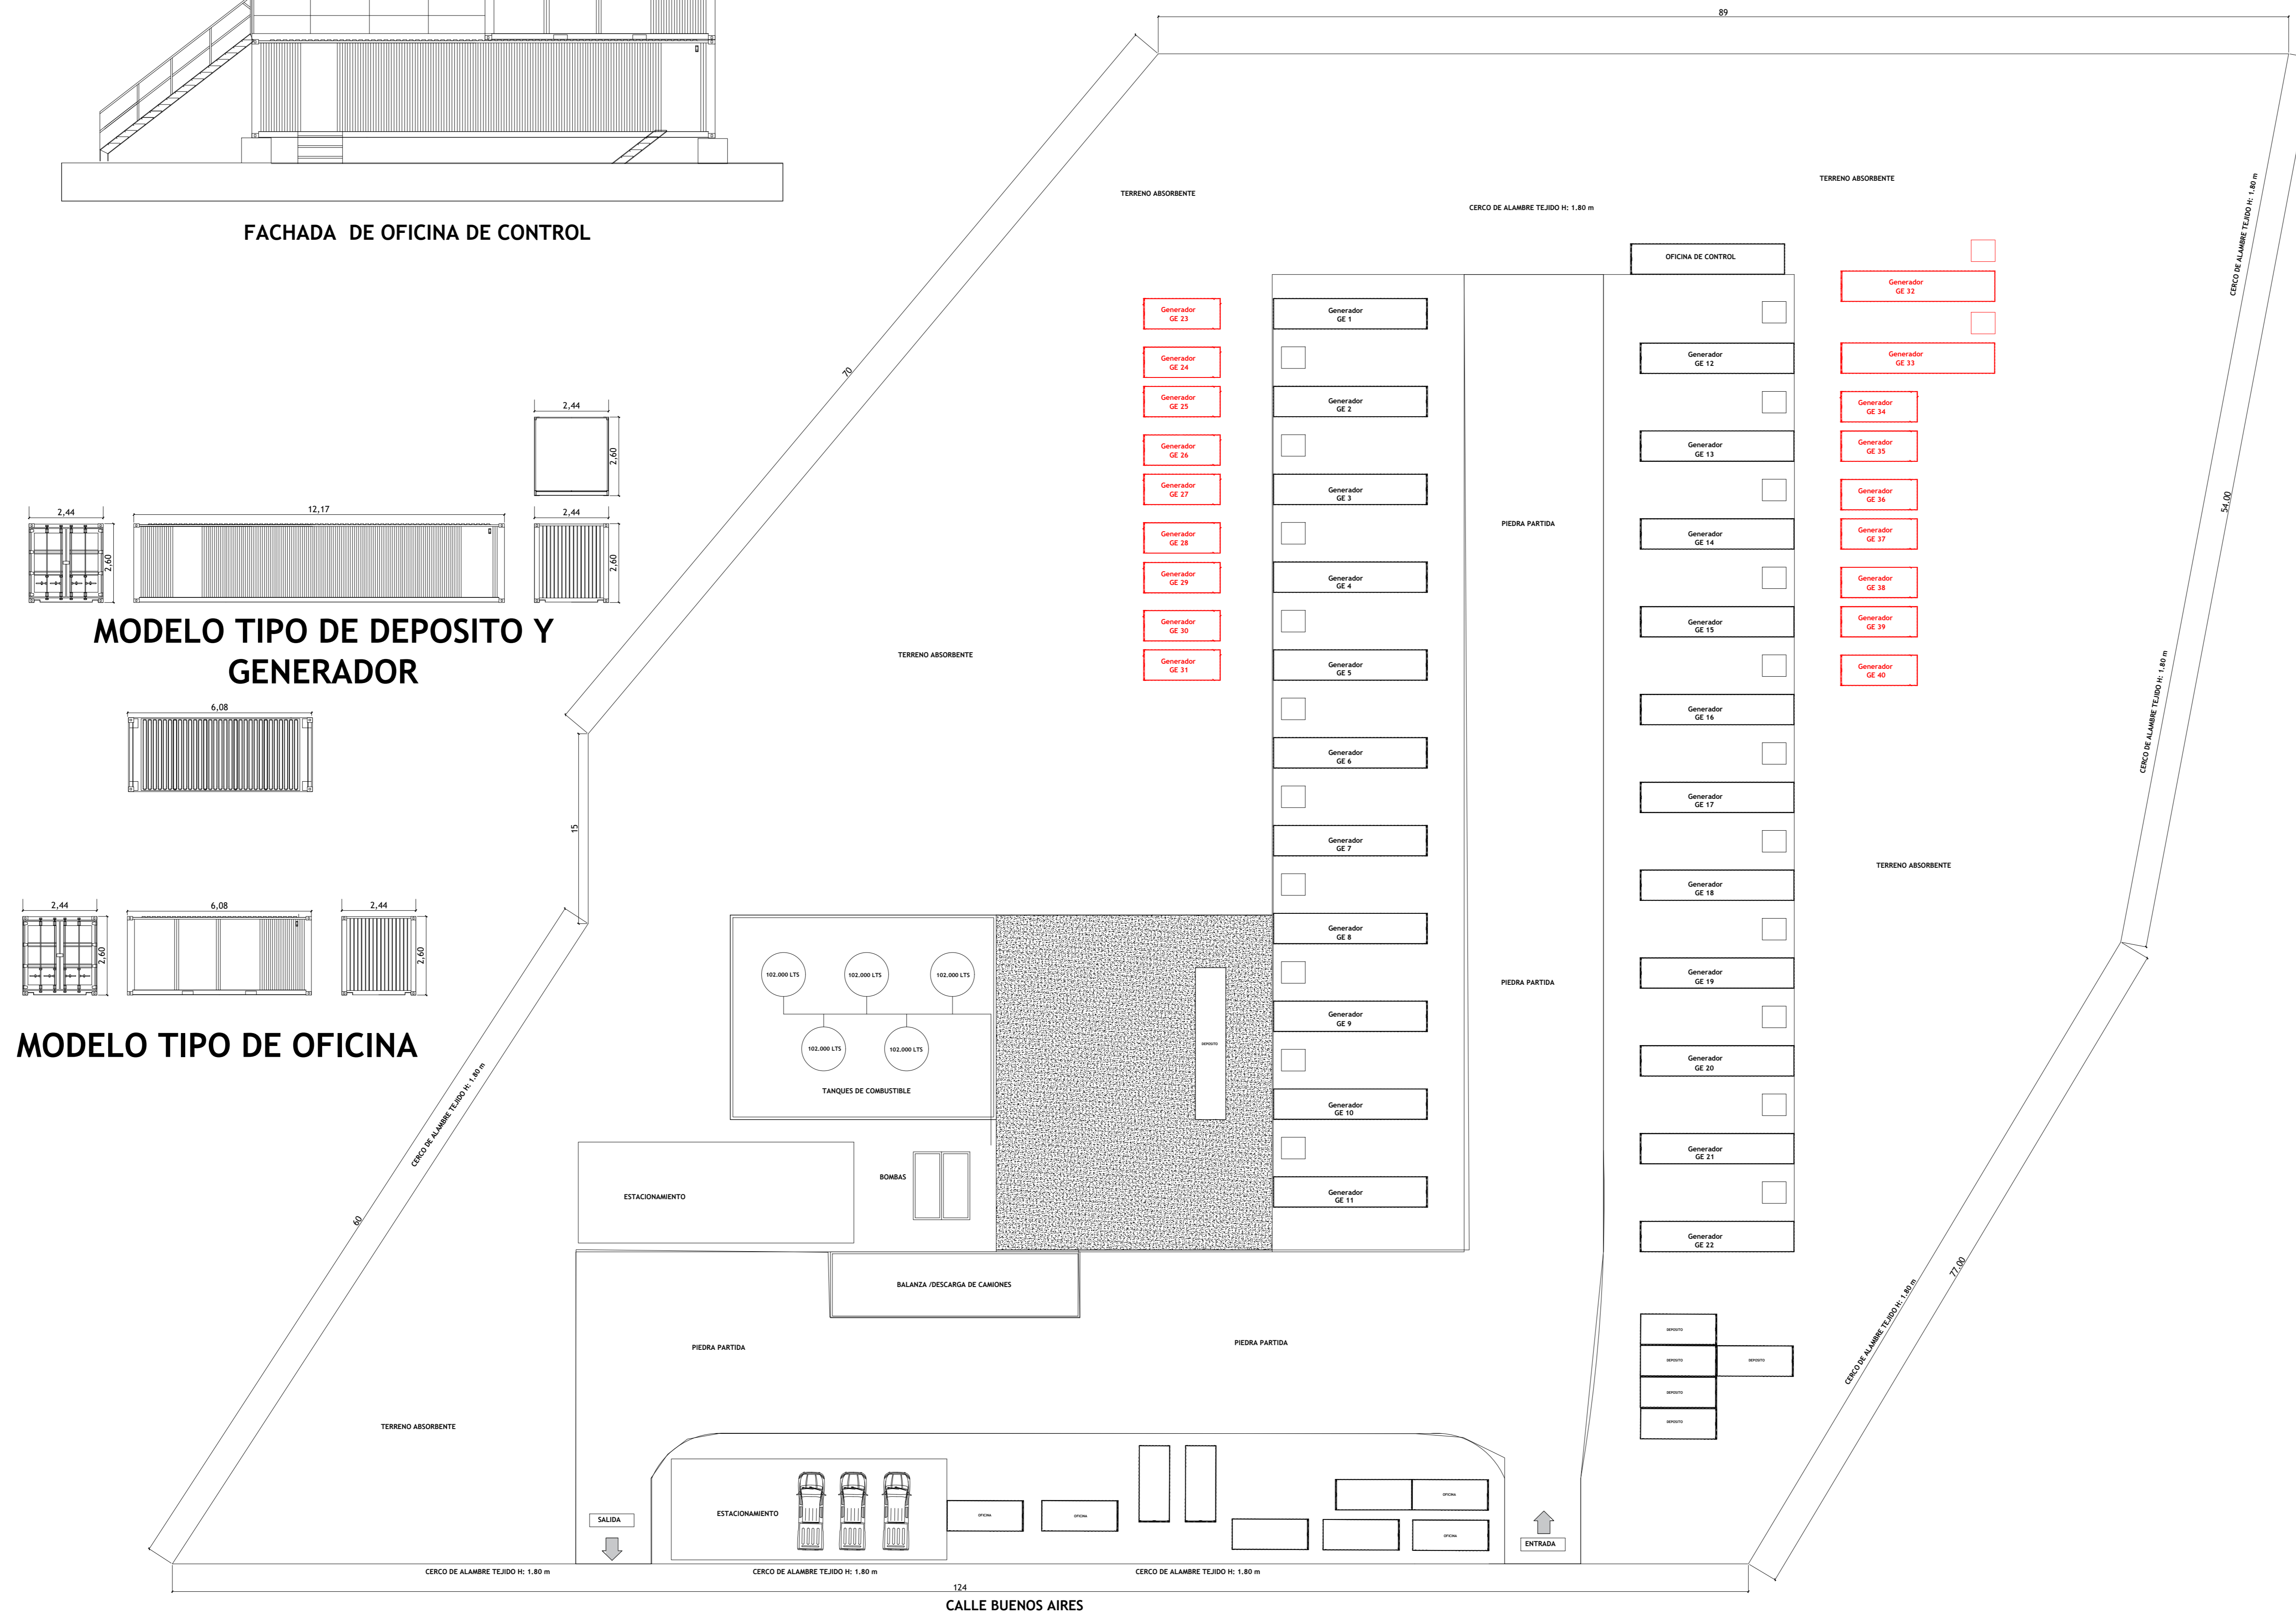 89
FACHADA DE OFICINA DE CONTROL
TERRENO ABSORBENTE
TERRENO ABSORBENTE
CERCO DE ALAMBRE TEJIDO H: 1.80 m
CERCO DE ALAMBRE TEJIDO H: 1.80 m
OFICINA DE CONTROL
Generador
GE 32
Generador
GE 33
Generador
GE 34
Generador
GE 35
Generador
GE 36
Generador
GE 37
Generador
GE 38
Generador
GE 39
Generador
GE 40
Generador
GE 23
Generador
GE 24
Generador
GE 25
Generador
GE 26
Generador
GE 27
Generador
GE 28
Generador
GE 29
Generador
GE 30
Generador
GE 31
Generador
GE 1
Generador
GE 2
Generador
GE 3
Generador
GE 4
Generador
GE 5
Generador
GE 6
Generador
GE 7
Generador
GE 8
Generador
GE 9
Generador
GE 10
Generador
GE 11
Generador
GE 12
Generador
GE 13
Generador
GE 14
Generador
GE 15
Generador
GE 16
Generador
GE 17
Generador
GE 18
Generador
GE 19
Generador
GE 20
Generador
GE 21
Generador
GE 22
70
54.00
PIEDRA PARTIDA
2,44
2,60
2,44
2,60
12,17
2,44
2,60
MODELO TIPO DE DEPOSITO Y
GENERADOR
TERRENO ABSORBENTE
CERCO DE ALAMBRE TEJIDO H: 1.80 m
6,08
15
TERRENO ABSORBENTE
2,44
2,60
6,08
2,44
2,60
MODELO TIPO DE OFICINA
102.000 LTS
102.000 LTS
102.000 LTS
102.000 LTS
102.000 LTS
TANQUES DE COMBUSTIBLE
DEPOSITO
PIEDRA PARTIDA
CERCO DE ALAMBRE TEJIDO H: 1.80 m
60
BOMBAS
ESTACIONAMIENTO
BALANZA /DESCARGA DE CAMIONES
77.00
CERCO DE ALAMBRE TEJIDO H: 1.80 m
PIEDRA PARTIDA
PIEDRA PARTIDA
DEPOSITO
DEPOSITO
DEPOSITO
DEPOSITO
DEPOSITO
TERRENO ABSORBENTE
SALIDA
ESTACIONAMIENTO
OFICINA
OFICINA
OFICINA
OFICINA
ENTRADA
CERCO DE ALAMBRE TEJIDO H: 1.80 m
CERCO DE ALAMBRE TEJIDO H: 1.80 m
CERCO DE ALAMBRE TEJIDO H: 1.80 m
124
CALLE BUENOS AIRES